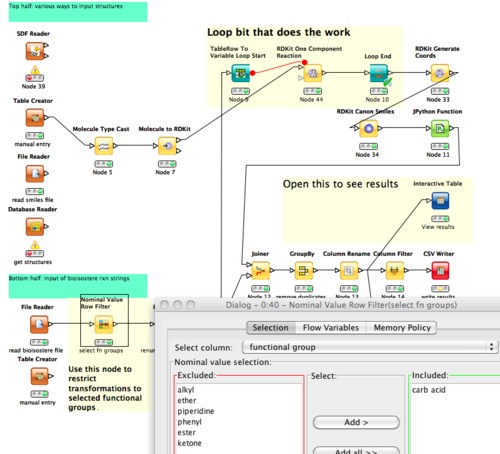 Top half: various ways to input structures
SDF Reader
Node 39
Table Creator
manual entry
File Reader
read smiles file
Database Reader
get structures
Molecule Type Cast
Node 5
Molecule to RDKit
Node 7
Loop bit that does the work
TableRow To
Variable Loop Start
Node 9
RDKit One Component
Reaction
Node 44
Loop End
Node 10
RDKit Generate
Coords
Node 33
RDKit Canon Smiles
Node 34
JPython Function
Node 11
Open this to see results
Interactive Table
View results
Joiner
Node 12
GroupBy
remove duplicates
Column Rename
Node 13
Column Filter
Node 14
CSV Writer
write results
Bottom half: input of bioisostere rxn strings
File Reader
read bioisostere file
Nominal Value
Row Filter
select fn groups
renu
Table Creator
manual entry
Use this node to
restrict
transformations to
selected functional
groups .
Dialog - 0:40 - Nominal Value Row Filter(select fn groups)
Selection
Flow Variables
Memory Policy
Select column:
functional group
Nominal value selection:
Excluded:
alkyl
ether
piperidine
phenyl
ester
ketone
Select:
Add >
Add all >>
Included:
carb acid